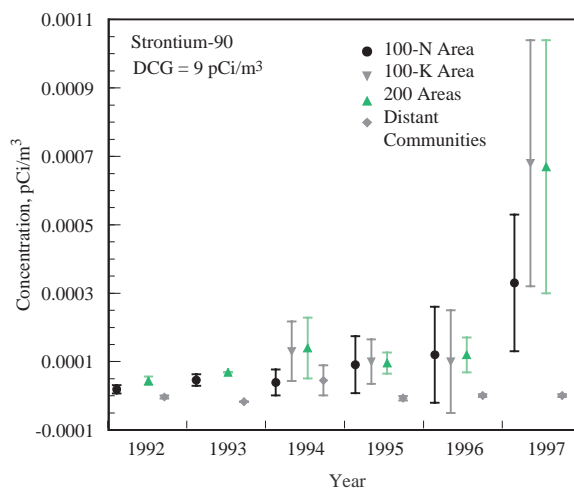 Strontium-90
DCG = 9 pCi/m³
100-N Area
100-K Area
200 Areas
Distant
Communities
Concentration, pCi/m³
0.0011
0.0009
0.0007
0.0005
0.0003
0.0001
-0.0001
1992 1993 1994 1995 1996 1997
Year